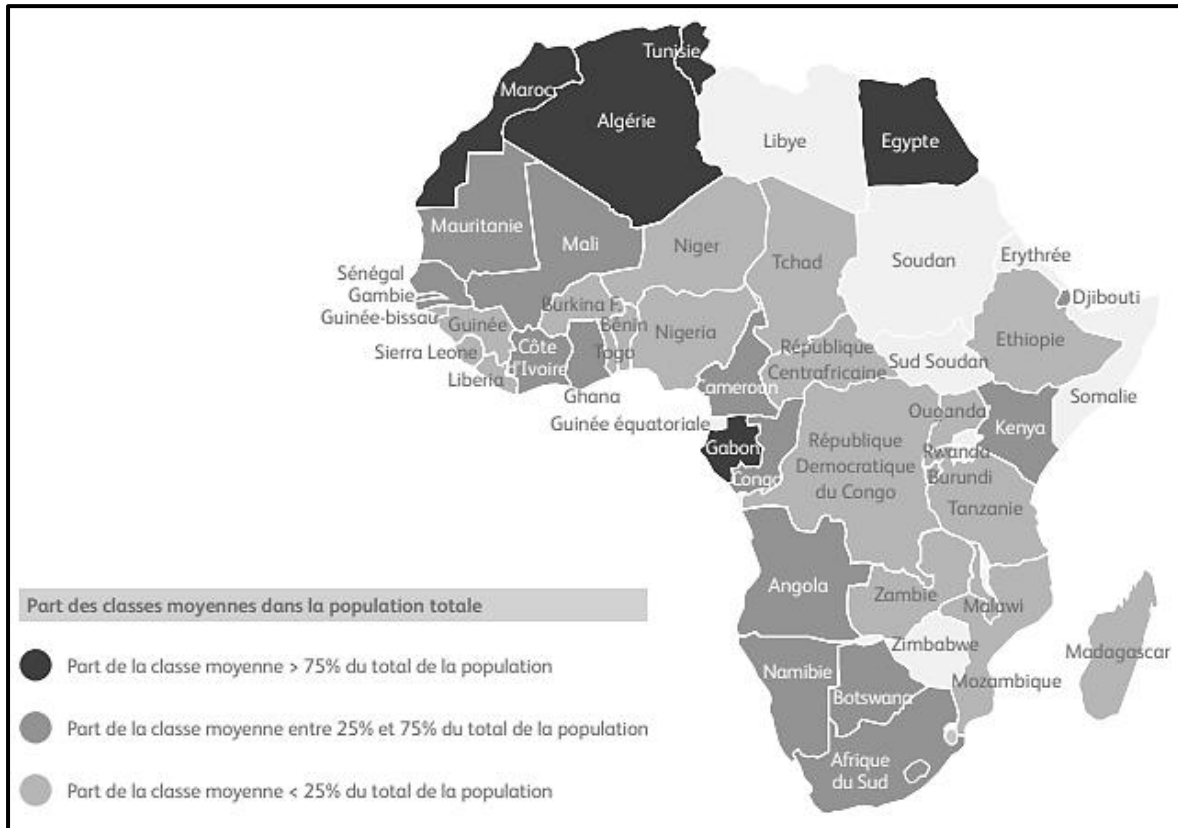 Tunisie
Maroc
Algérie
Libye
Egypte
Mauritanie
Mali
Niger
Tchad
Soudan
Erythrée
Sénégal
Gambie
Guinée-bissau
Djibouti
Burkina F.
Bénin
Nigeria
Guinée
Ethiopie
Sierra Leone
Côte
d'Ivoire
Togo
République
Centrafricaine
Sud Soudan
Liberia
Ghana
Cameroun
Somalie
Guinée équatoriale
Ouganda
Kenya
Gabon
République
Democratique
du Congo
Rwanda
Congo
Burundi
Tanzanie
Angola
Zambie
Malawi
Zimbabwe
Madagascar
Namibie
Mozambique
Botswana
Afrique
du Sud
Part des classes moyennes dans la population totale
Part de la classe moyenne > 75% du total de la population
Part de la classe moyenne entre 25% et 75% du total de la population
Part de la classe moyenne < 25% du total de la population